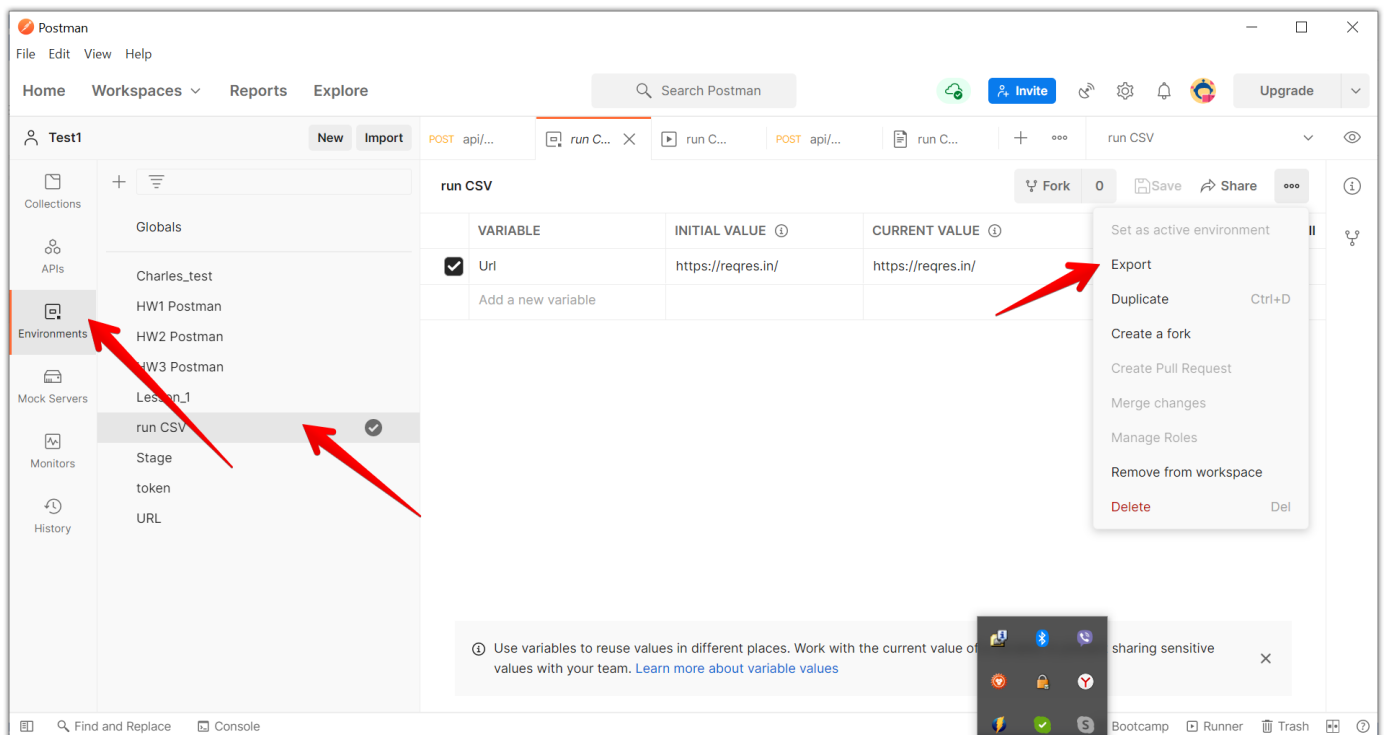 Postman
File Edit View Help
Home Workspaces Reports Explore
Search Postman
Invite
Upgrade
Test1
New Import
POST api/...
run C...
run C...
POST api/...
run C...
run CSV
Collections
APIs
Environments
Mock Servers
Monitors
History
Globals
Charles_test
HW1 Postman
HW2 Postman
HW3 Postman
Lesson_1
run CSV
Stage
token
URL
run CSV
Fork 0 Save Share
VARIABLE INITIAL VALUE CURRENT VALUE
Url https://reqres.in/ https://reqres.in/
Add a new variable
Set as active environment
Export
Duplicate Ctrl+D
Create a fork
Create Pull Request
Merge changes
Manage Roles
Remove from workspace
Delete Del
Use variables to reuse values in different places. Work with the current value of sharing sensitive
values with your team. Learn more about variable values
Find and Replace Console
Bootcamp Runner Trash